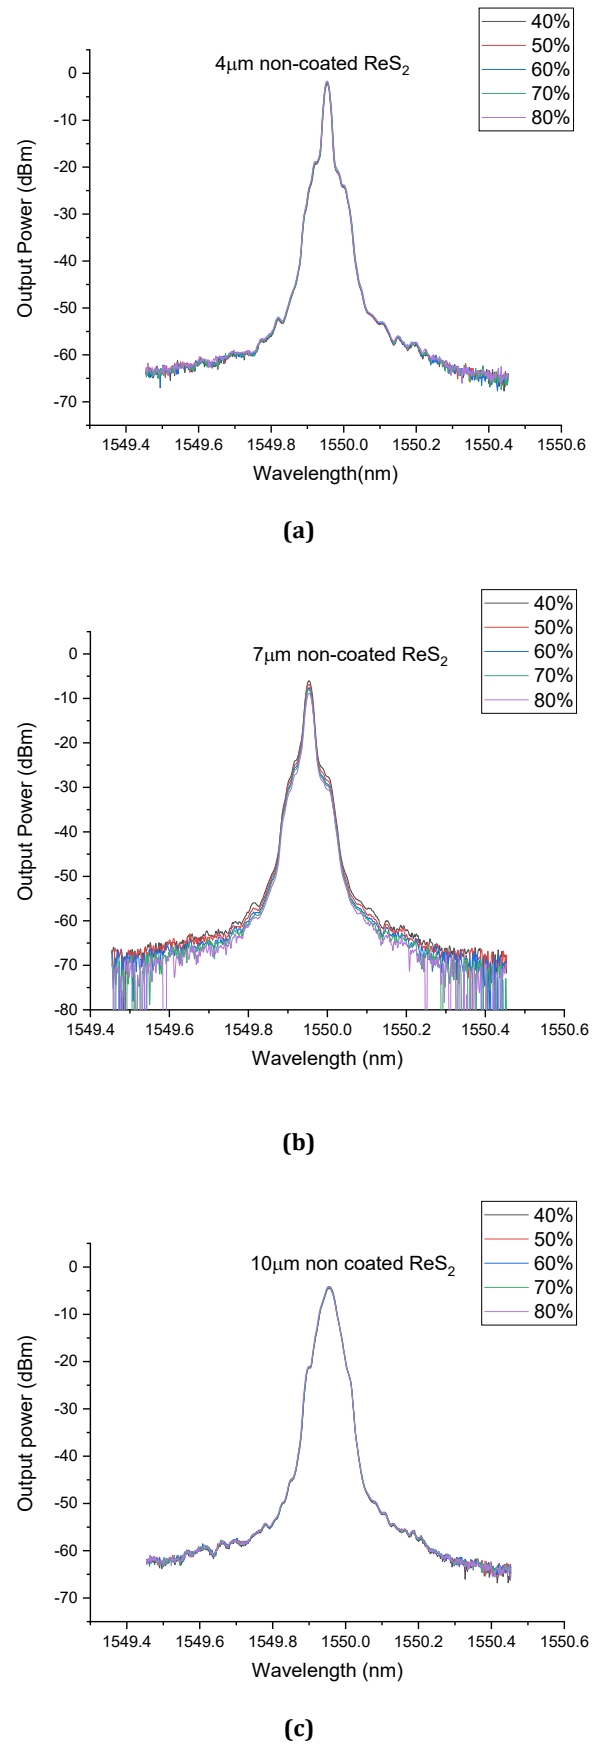 40%
50%
60%
70%
80%
4μm non-coated ReS₂
0
-10
-20
-30
-40
-50
-60
-70
Output Power (dBm)
1549.4 1549.6 1549.8 1550.0 1550.2 1550.4 1550.6
Wavelength(nm)
(a)
40%
50%
60%
70%
80%
7μm non-coated ReS₂
0
-10
-20
-30
-40
-50
-60
-70
-80
Output Power (dBm)
1549.4 1549.6 1549.8 1550.0 1550.2 1550.4 1550.6
Wavelength (nm)
(b)
40%
50%
60%
70%
80%
10μm non coated ReS₂
0
-10
-20
-30
-40
-50
-60
-70
Output power (dBm)
1549.4 1549.6 1549.8 1550.0 1550.2 1550.4 1550.6
Wavelength (nm)
(c)